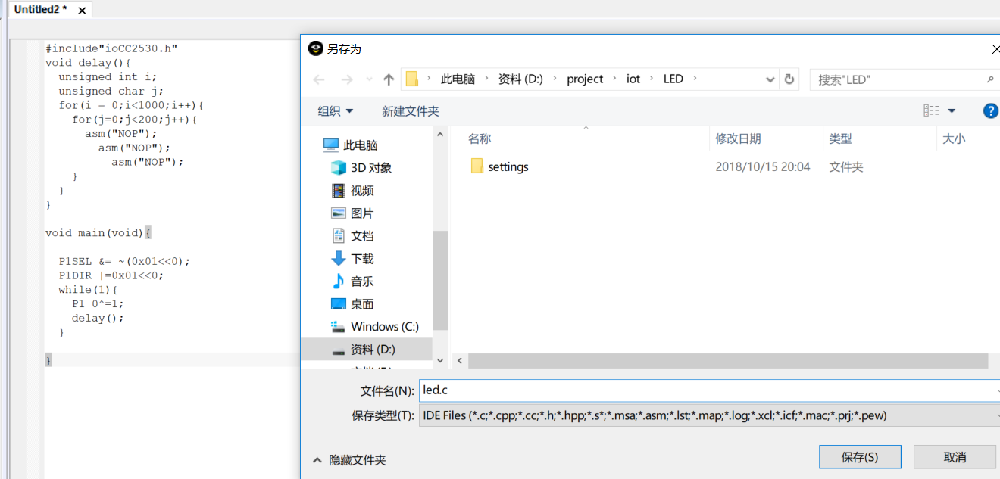 Untitled2 *
#include"ioCC2530.h"
void delay(){
unsigned int i;
unsigned char j;
for(i = 0;i<1000;i++){
for(j=0;j<200;j++){
asm("NOP");
asm("NOP");
asm("NOP");
}
}
}
void main(void){
P1SEL &= ~(0x01<<0);
P1DIR |=0x01<<0;
while(1){
P1 0^=1;
delay();
}
}
另存为
此电脑 › 资料 (D:) › project › iot › LED ›
搜索"LED"
组织 新建文件夹
此电脑
3D 对象
视频
图片
文档
下载
音乐
桌面
Windows (C:)
资料 (D:)
名称 修改日期 类型 大小
settings 2018/10/15 20:04 文件夹
文件名(N): led.c
保存类型(T): IDE Files (*.c;*.cpp;*.cc;*.h;*.hpp;*.s*;*.msa;*.asm;*.lst;*.map;*.log;*.xcl;*.icf;*.mac;*.prj;*.pew)
隐藏文件夹
保存(S) 取消